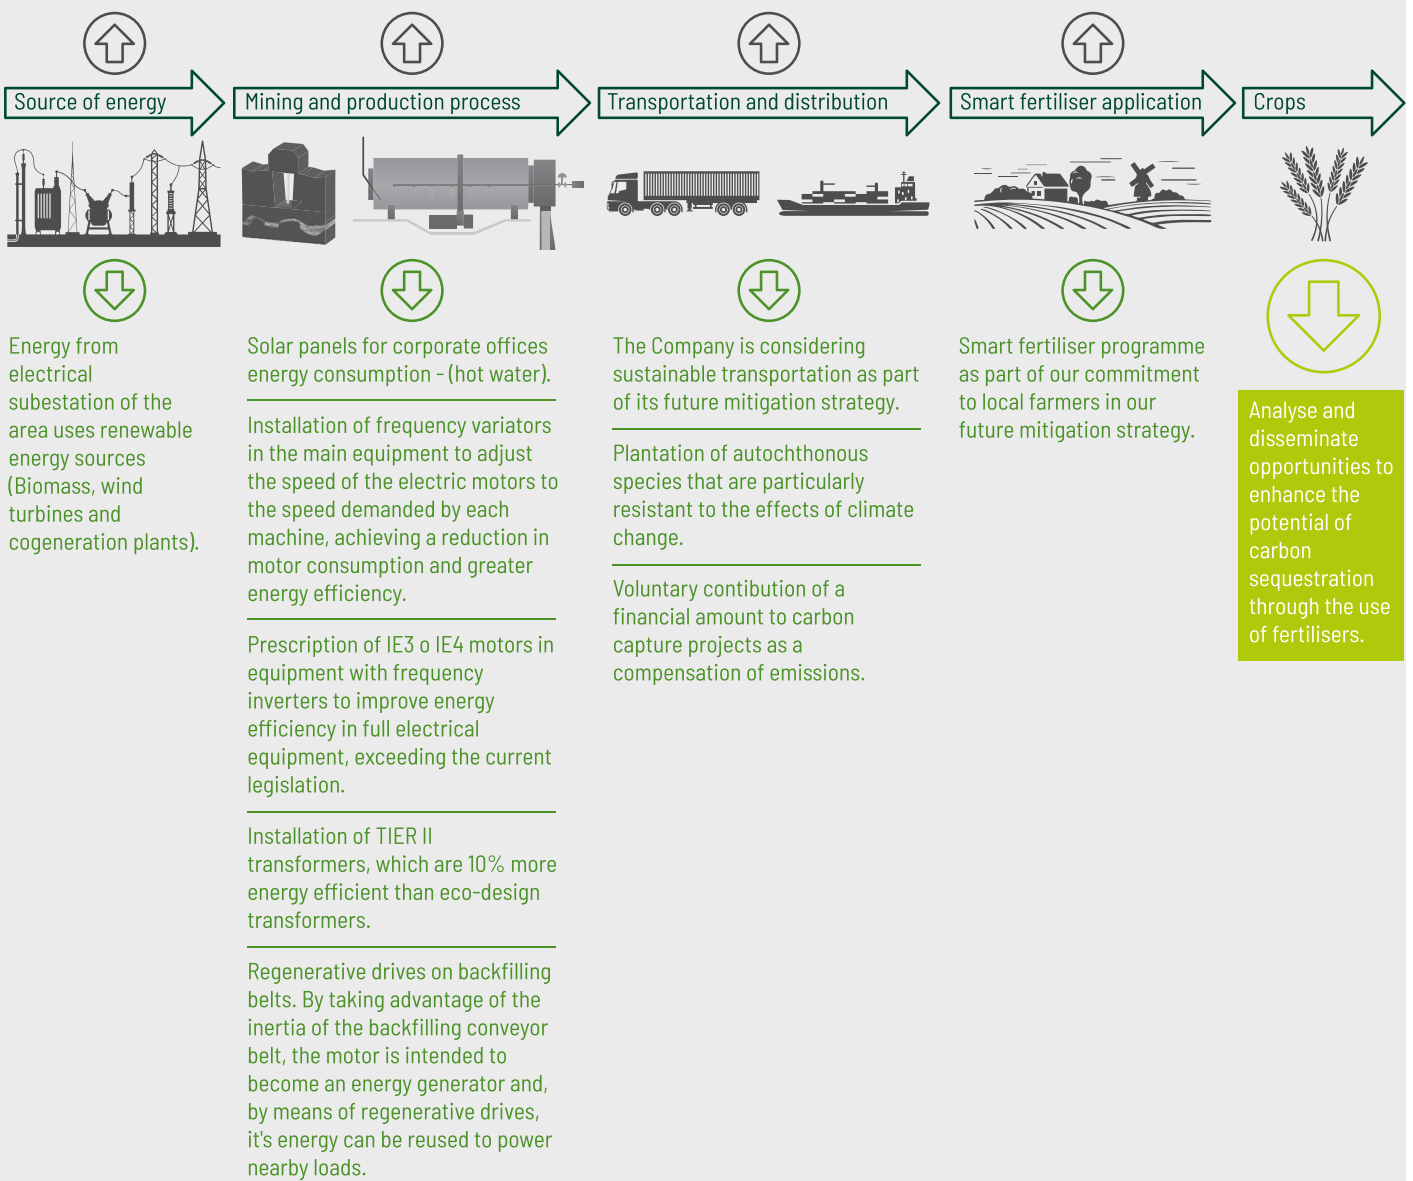 Source of energy
Mining and production process
Transportation and distribution
Smart fertiliser application
Crops
Energy from
electrical
subestation of the
area uses renewable
energy sources
(Biomass, wind
turbines and
cogeneration plants).
Solar panels for corporate offices
energy consumption - (hot water).
Installation of frequency variators
in the main equipment to adjust
the speed of the electric motors to
the speed demanded by each
machine, achieving a reduction in
motor consumption and greater
energy efficiency.
Prescription of IE3 o IE4 motors in
equipment with frequency
inverters to improve energy
efficiency in full electrical
equipment, exceeding the current
legislation.
Installation of TIER II
transformers, which are 10% more
energy efficient than eco-design
transformers.
Regenerative drives on backfilling
belts. By taking advantage of the
inertia of the backfilling conveyor
belt, the motor is intended to
become an energy generator and,
by means of regenerative drives,
it's energy can be reused to power
nearby loads.
The Company is considering
sustainable transportation as part
of its future mitigation strategy.
Plantation of autochthonous
species that are particularly
resistant to the effects of climate
change.
Voluntary contibution of a
financial amount to carbon
capture projects as a
compensation of emissions.
Smart fertiliser programme
as part of our commitment
to local farmers in our
future mitigation strategy.
Analyse and
disseminate
opportunities to
enhance the
potential of
carbon
sequestration
through the use
of fertilisers.